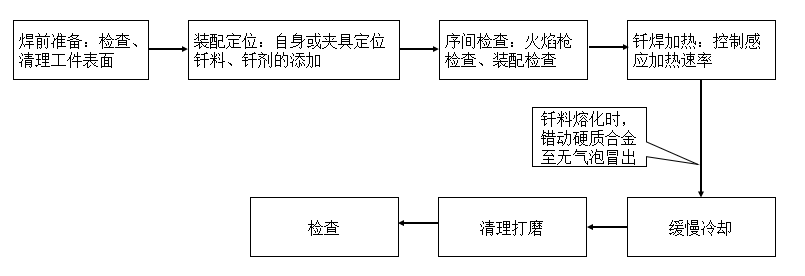 焊前准备：检查、
清理工件表面
装配定位：自身或夹具定位
钎料、钎剂的添加
序间检查：火焰枪
检查、装配检查
钎焊加热：控制感
应加热速率
钎料熔化时，
错动硬质合金
至无气泡冒出
缓慢冷却
清理打磨
检查